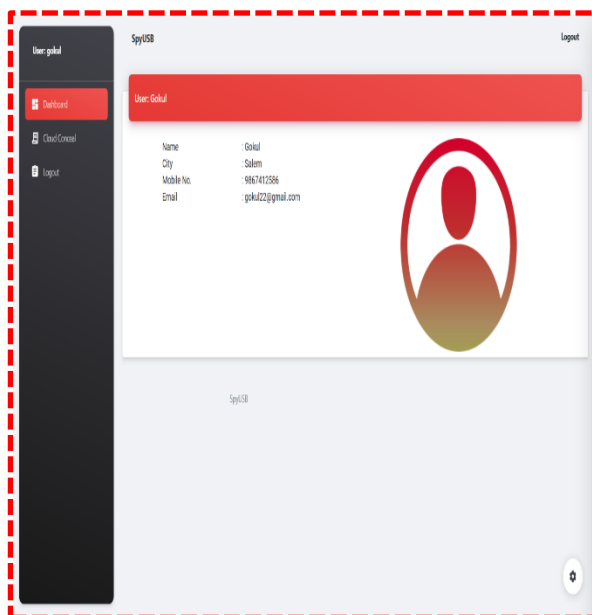 User: gokul
SpyUSB
Logout
Dashboard
Cloud Concosel
Logout
User: Gokul
Name : Gokul
City : Salem
Mobile No. : 9867412586
Email : gokul22@gmail.com
SpyUSB